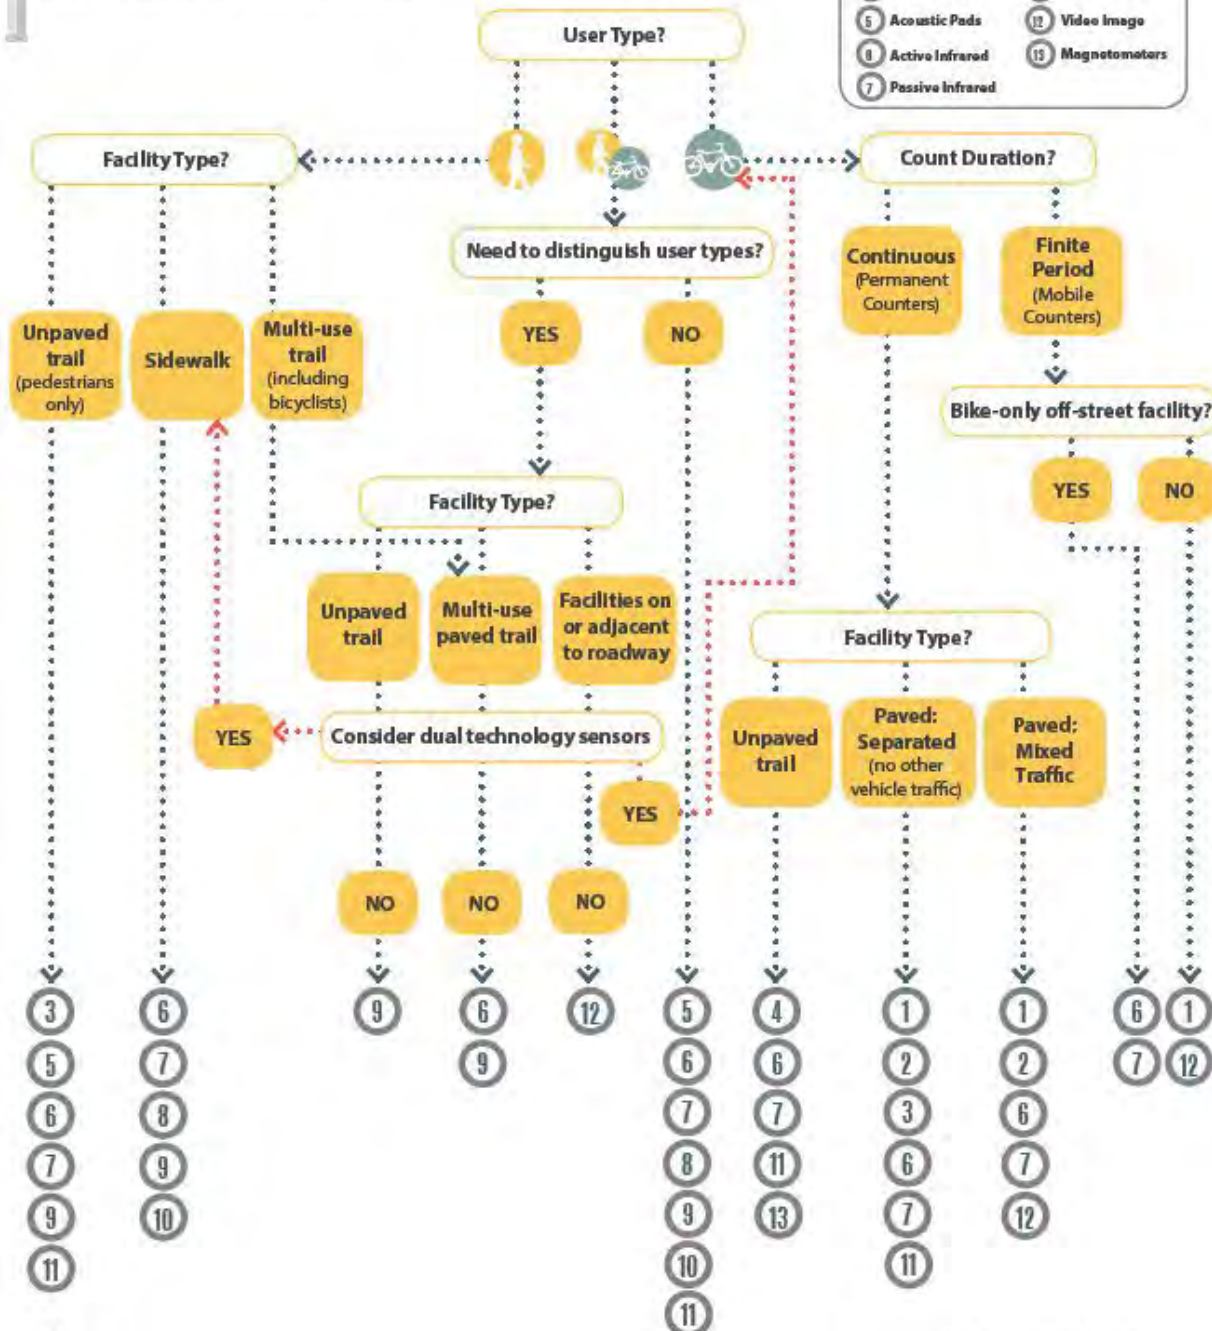 5 Acoustic Pads
12 Video Image
8 Active Infrared
13 Magnetometers
7 Passive Infrared
User Type?
Facility Type?
Count Duration?
Need to distinguish user types?
Continuous
(Permanent
Counters)
Finite
Period
(Mobile
Counters)
Unpaved
trail
(pedestrians
only)
Sidewalk
Multi-use
trail
(including
bicyclists)
YES
NO
Bike-only off-street facility?
YES
NO
Facility Type?
Unpaved
trail
Multi-use
paved trail
Facilities on
or adjacent
to roadway
Facility Type?
YES
Consider dual technology sensors
YES
Unpaved
trail
Paved:
Separated
(no other
vehicle traffic)
Paved:
Mixed
Traffic
NO
NO
NO
3 6 9 6 12 5 4 1 1 6 1
5 7 9 6 6 2 2 7 12
6 8 7 7 3 6
7 9 8 11 6 7
9 10 9 13 7 12
11 10 11
11